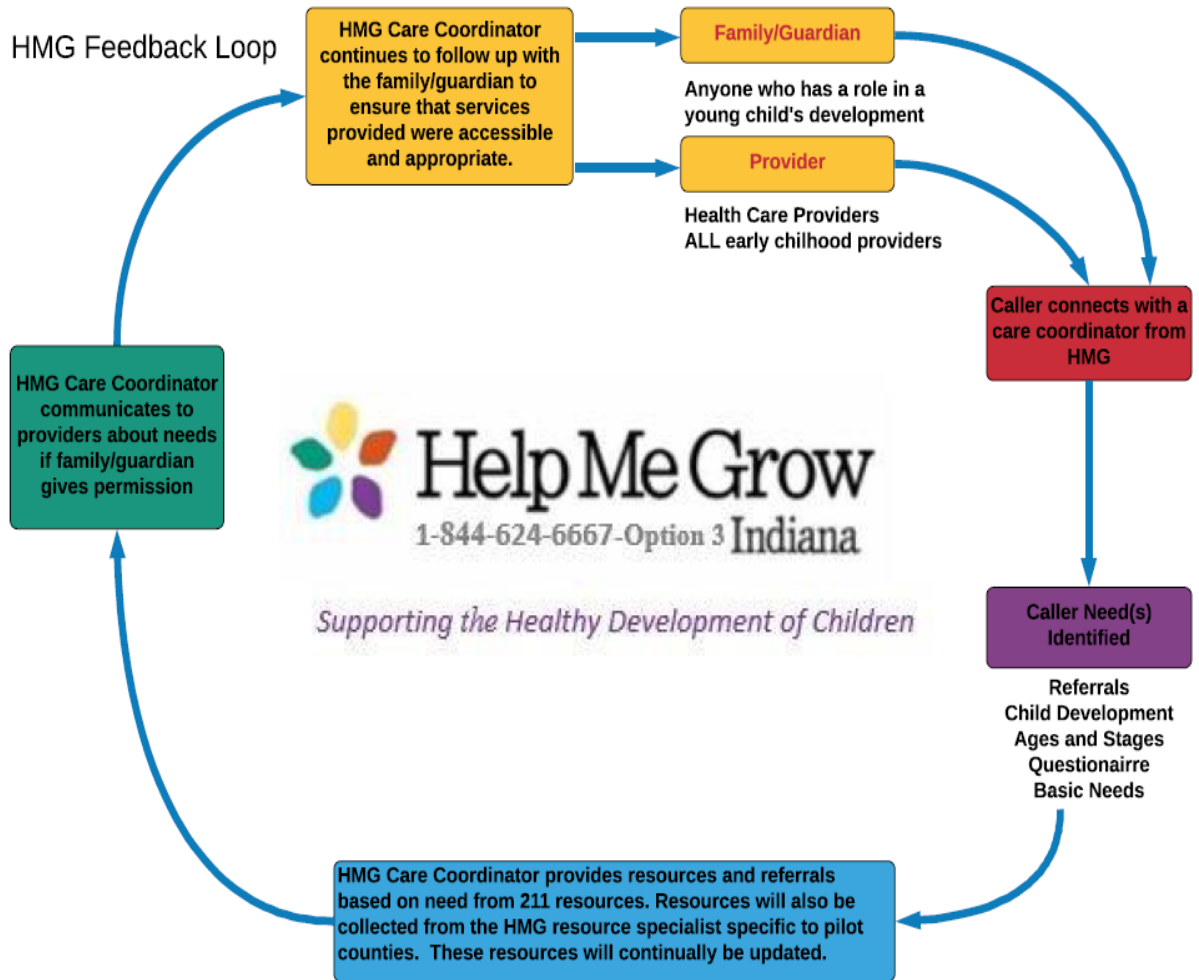 HMG Feedback Loop
HMG Care Coordinator
continues to follow up with
the family/guardian to
ensure that services
provided were accessible
and appropriate.
Family/Guardian
Anyone who has a role in a
young child's development
Provider
Health Care Providers
ALL early chilhood providers
Caller connects with a
care coordinator from
HMG
Caller Need(s)
Identified
Referrals
Child Development
Ages and Stages
Questionairre
Basic Needs
HMG Care Coordinator provides resources and referrals
based on need from 211 resources. Resources will also be
collected from the HMG resource specialist specific to pilot
counties.  These resources will continually be updated.
HMG Care Coordinator
communicates to
providers about needs
if family/guardian
gives permission
Help Me Grow
1-844-624-6667-Option 3 Indiana
Supporting the Healthy Development of Children